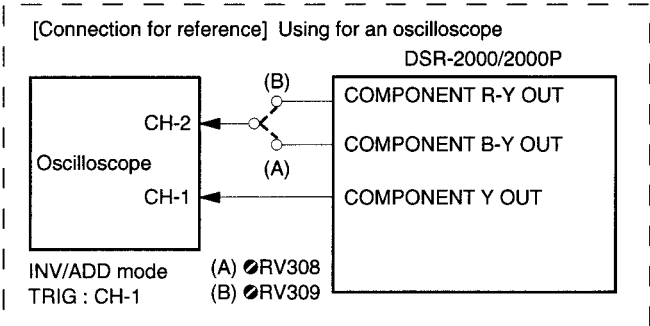 [Connection for reference] Using for an oscilloscope
DSR-2000/2000P
(B)
COMPONENT R-Y OUT
CH-2
COMPONENT B-Y OUT
Oscilloscope
(A)
CH-1
COMPONENT Y OUT
INV/ADD mode
(A) RV308
TRIG : CH-1
(B) RV309